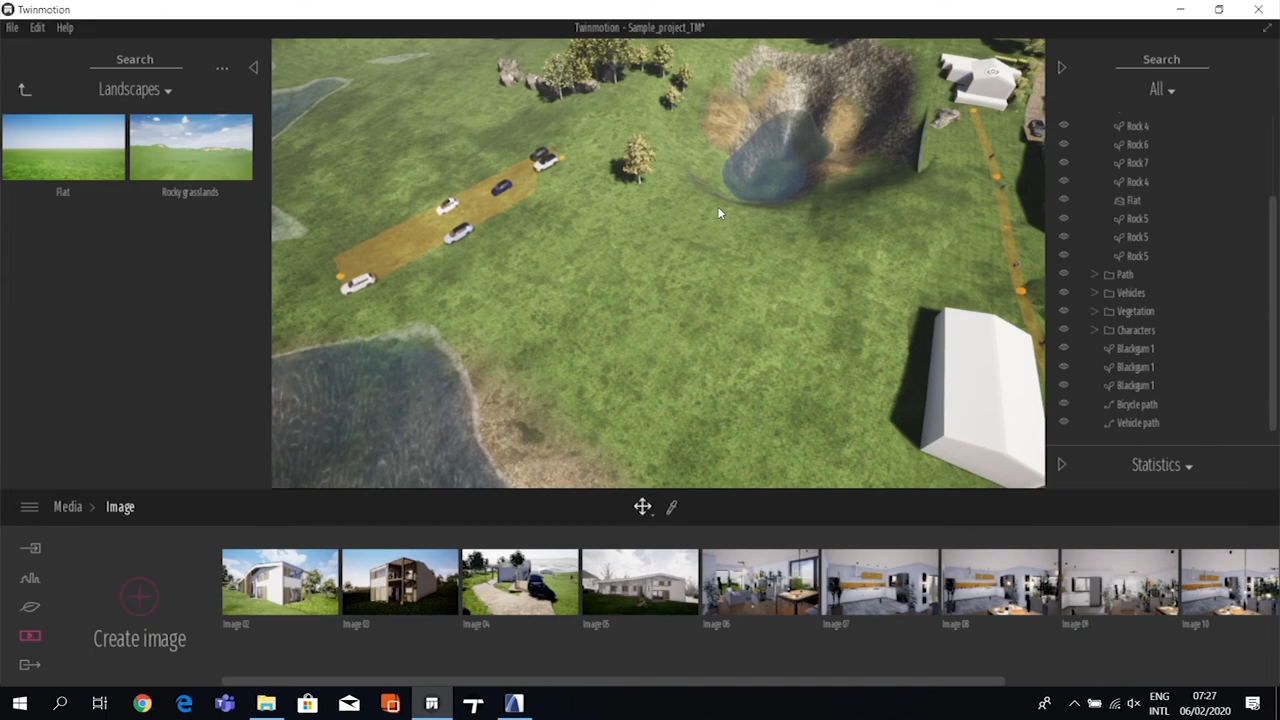 Twinmotion
Twinmotion - Sample_project_TM*
File Edit Help
Search
...
Landscapes
Flat
Rocky grasslands
Search
All
Rock 4
Rock 6
Rock 7
Rock 4
Flat
Rock 5
Rock 5
Rock 5
Path
Vehicles
Vegetation
Characters
Blackgum 1
Blackgum 1
Blackgum 1
Bicycle path
Vehicle path
Statistics
Media > Image
Create image
Image 02
Image 03
Image 04
Image 05
Image 06
Image 07
Image 08
Image 09
Image 10
ENG
INTL
07:27
06/02/2020